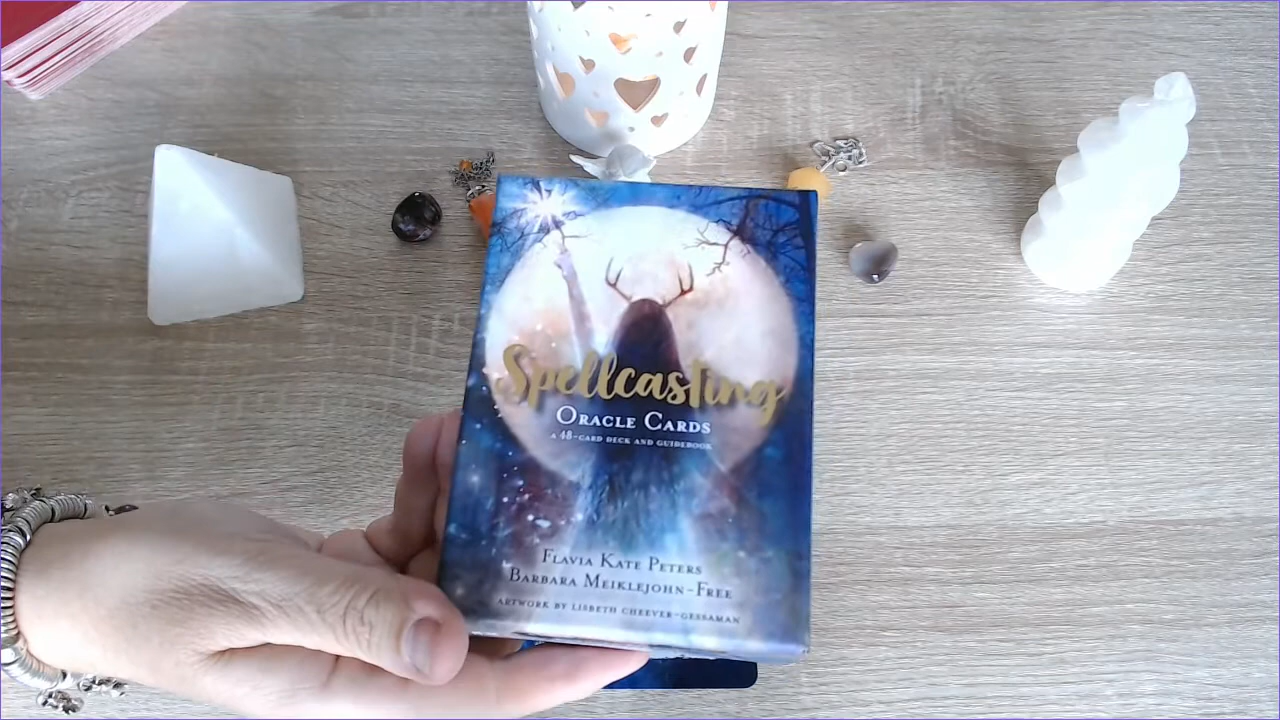 Spellcasting
ORACLE CARDS
A 48-CARD DECK AND GUIDEBOOK
FLAVIA KATE PETERS
BARBARA MEIKLEJOHN-FREE
ARTWORK BY LISBETH CHEEVER-GESSAMAN